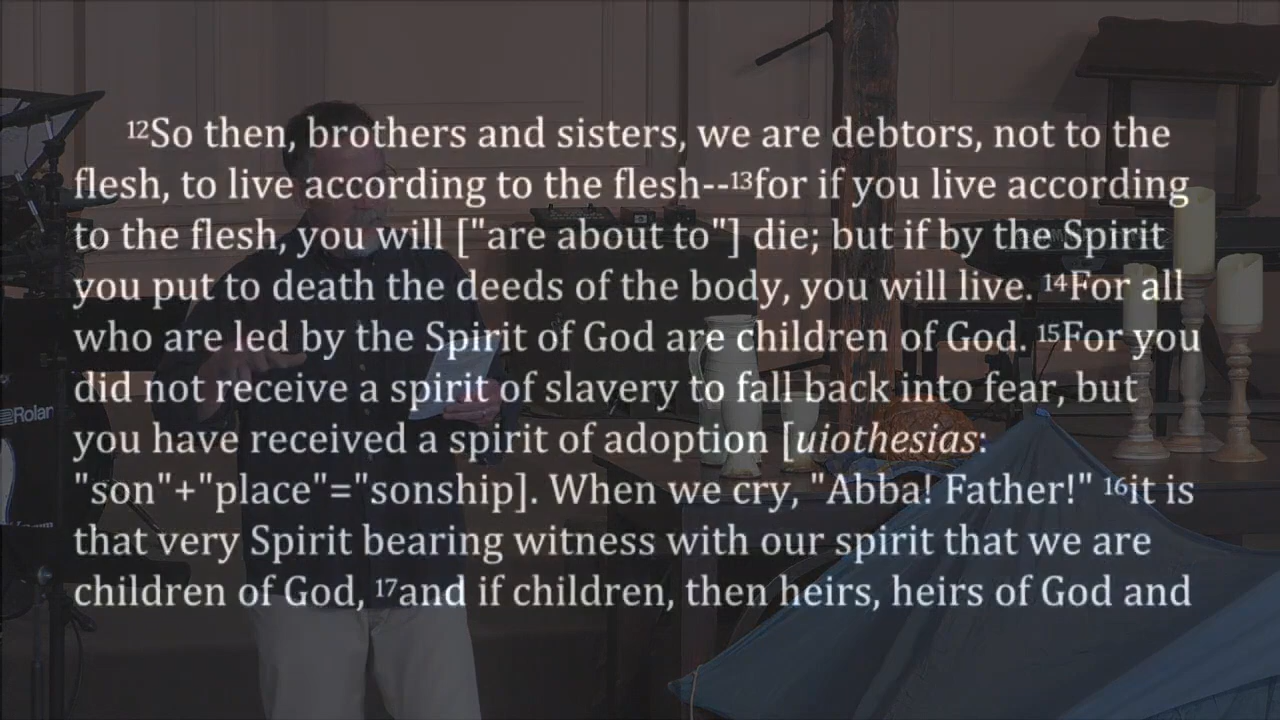 ¹²So then, brothers and sisters, we are debtors, not to the
flesh, to live according to the flesh--¹³for if you live according
to the flesh, you will ["are about to"] die; but if by the Spirit
you put to death the deeds of the body, you will live. ¹⁴For all
who are led by the Spirit of God are children of God. ¹⁵For you
did not receive a spirit of slavery to fall back into fear, but
you have received a spirit of adoption [uiothesias:
"son"+"place"="sonship]. When we cry, "Abba! Father!" ¹⁶it is
that very Spirit bearing witness with our spirit that we are
children of God, ¹⁷and if children, then heirs, heirs of God and
Rolan